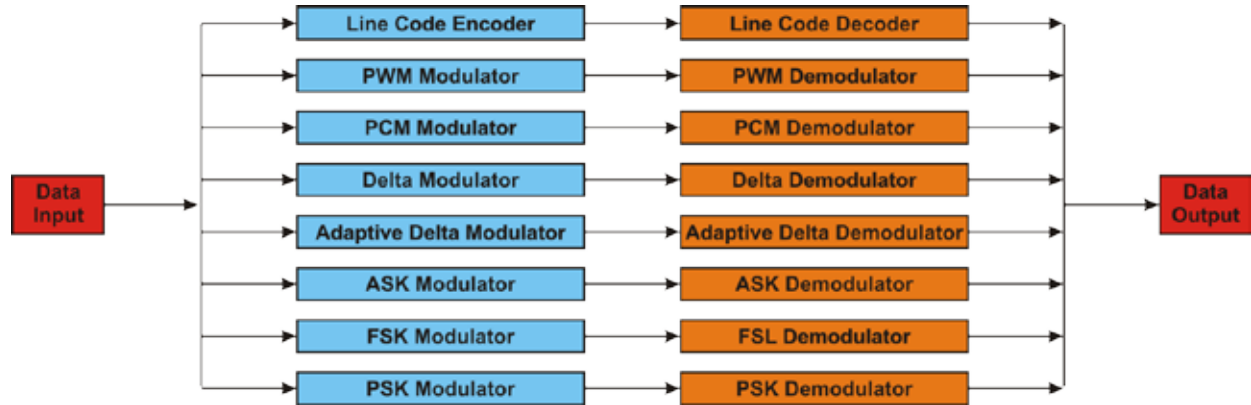 Line Code Encoder
Line Code Decoder
PWM Modulator
PWM Demodulator
PCM Modulator
PCM Demodulator
Data
Input
Delta Modulator
Delta Demodulator
Data
Output
Adaptive Delta Modulator
Adaptive Delta Demodulator
ASK Modulator
ASK Demodulator
FSK Modulator
FSL Demodulator
PSK Modulator
PSK Demodulator